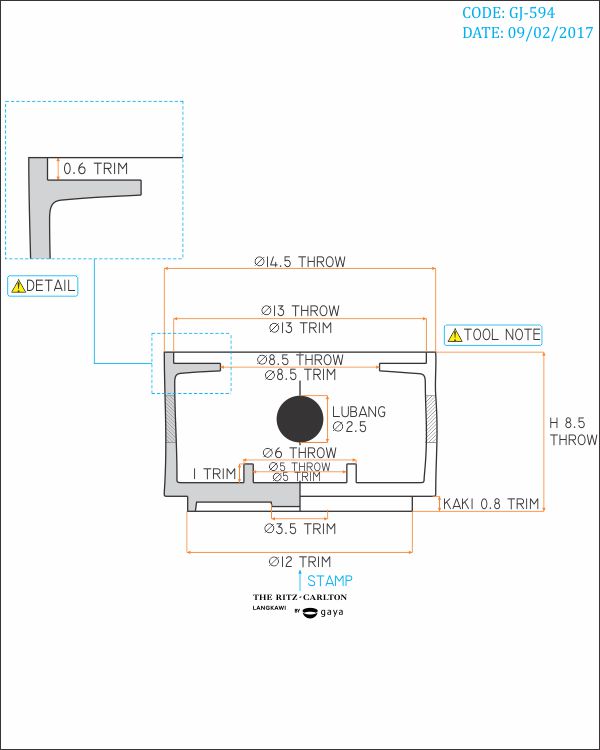 CODE: GJ-594
DATE: 09/02/2017
0.6 TRIM
DETAIL
Ø14.5 THROW
Ø13 THROW
Ø13 TRIM
TOOL NOTE
Ø8.5 THROW
Ø8.5 TRIM
LUBANG
Ø2.5
H 8.5
THROW
Ø6 THROW
Ø5 THROW
Ø5 TRIM
1 TRIM
KAKI 0.8 TRIM
Ø3.5 TRIM
Ø12 TRIM
STAMP
THE RITZ-CARLTON
LANGKAWI
BY gaya